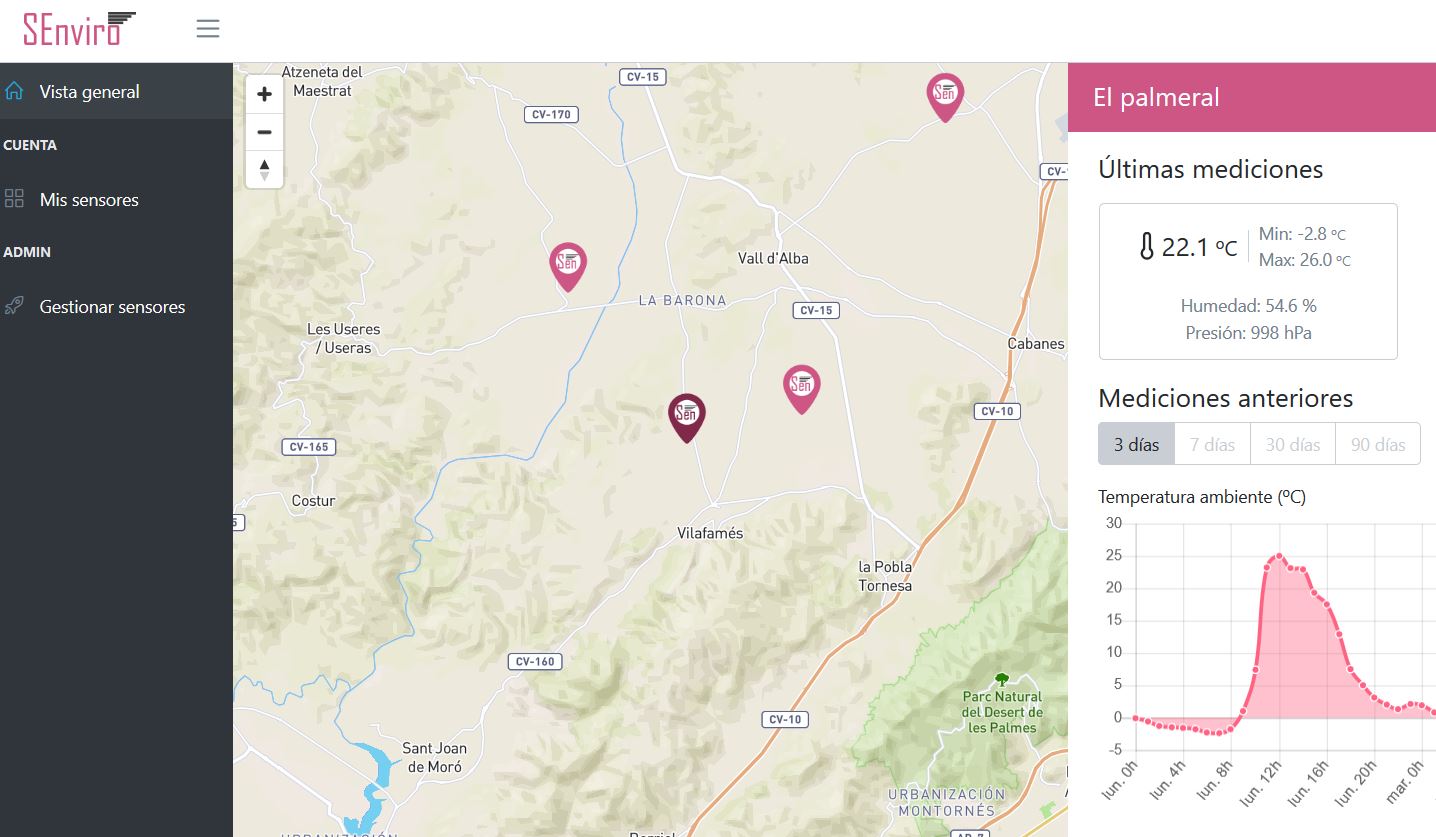 SEnviro
Vista general
CUENTA
Mis sensores
ADMIN
Gestionar sensores
Atzeneta del
Maestrat
CV-15
CV-170
Sen
Vall d'Alba
Sen
LA BARONA
CV-15
Les Useres
/ Useras
Cabanes
Sen
Sen
CV-10
CV-165
Costur
Vilafamés
la Pobla
Tornesa
CV-160
Parc Natural
del Desert de
les Palmes
CV-10
Sant Joan
de Moró
URBANIZACIÓN
MONTORNÉS
El palmeral
Últimas mediciones
22.1 ºC
Min: -2.8 ºC
Max: 26.0 ºC
Humedad: 54.6 %
Presión: 998 hPa
Mediciones anteriores
3 días 7 días 30 días 90 días
Temperatura ambiente (ºC)
30
25
20
15
10
5
0
-5
lun. 0h lun. 4h lun. 8h lun. 12h lun. 16h lun. 20h mar. 0h